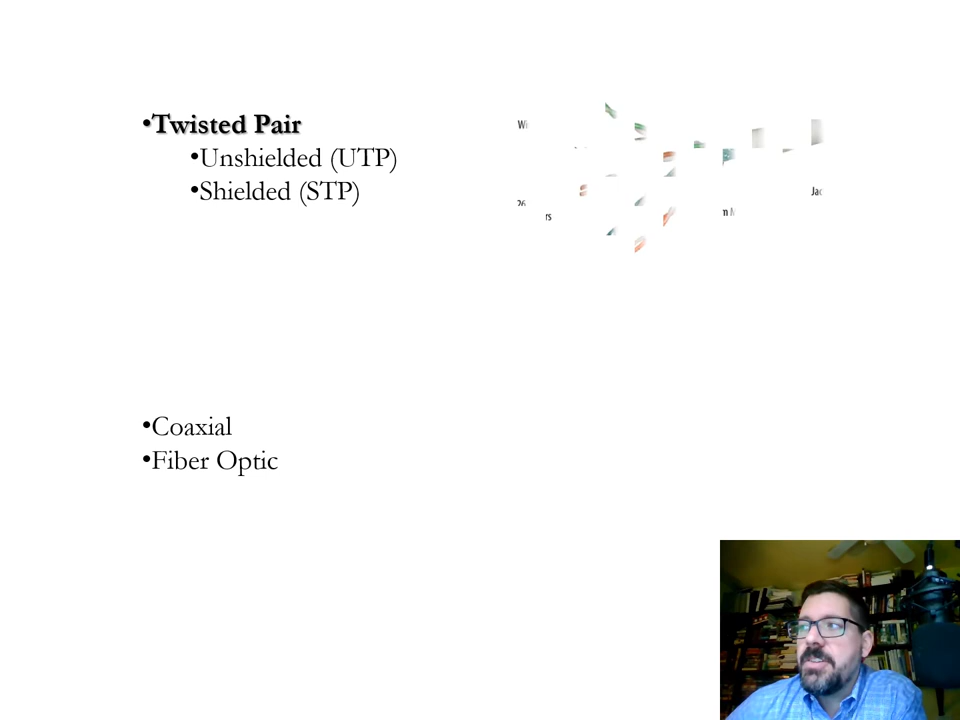 •Twisted Pair
•Unshielded (UTP)
•Shielded (STP)
•Coaxial
•Fiber Optic